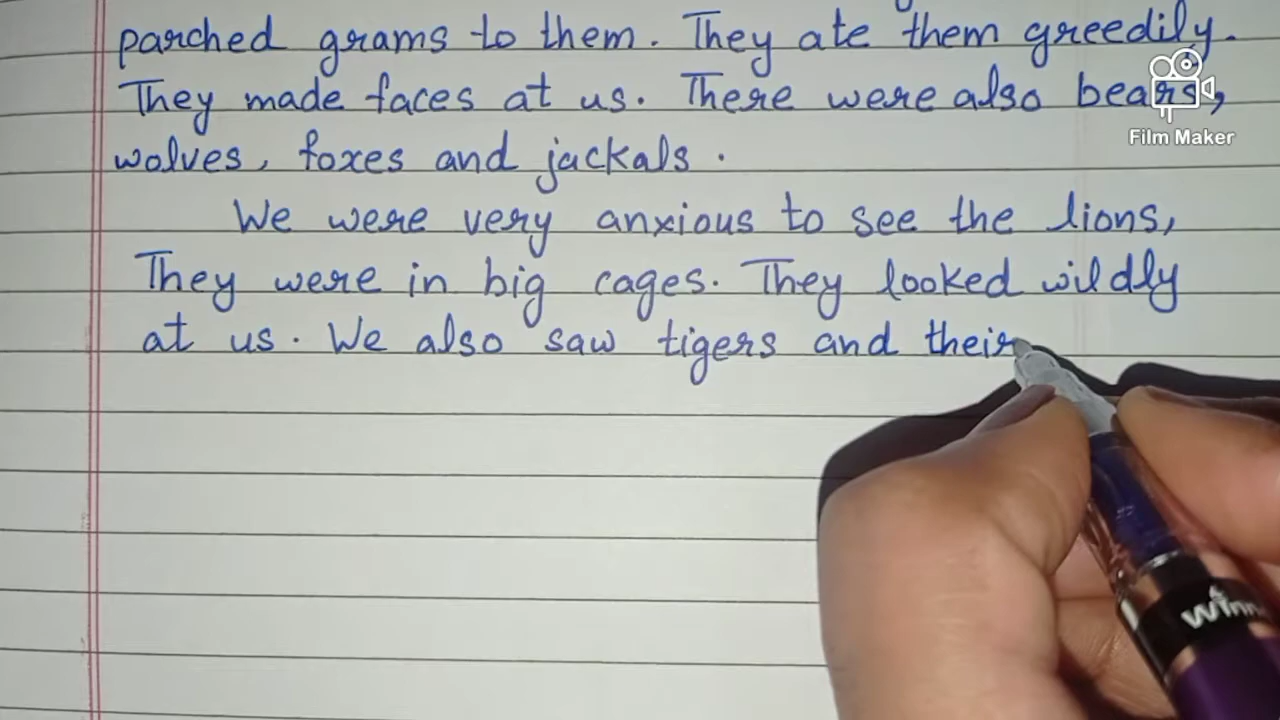 parched grams to them. They ate them greedily.
They made faces at us. There were also bears,
Film Maker
wolves, foxes and jackals.
We were very anxious to see the lions,
They were in big cages. They looked wildly
at us. We also saw tigers and their